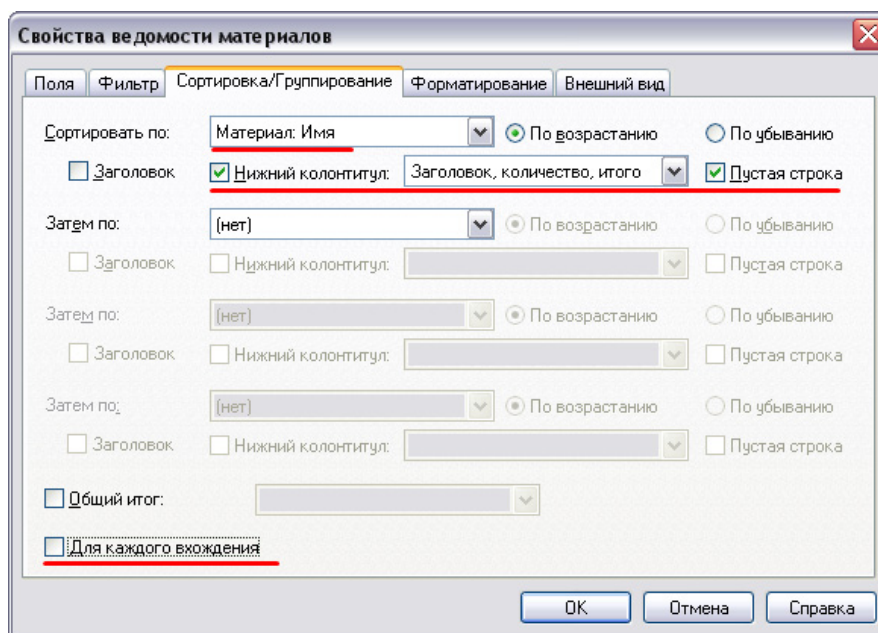 Свойства ведомости материалов
Поля Фильтр Сортировка/Группирование Форматирование Внешний вид
Сортировать по: Материал: Имя По возрастанию По убыванию
Заголовок Нижний колонтитул: Заголовок, количество, итого Пустая строка
Затем по: (нет) По возрастанию По убыванию
Заголовок Нижний колонтитул: Пустая строка
Затем по: (нет) По возрастанию По убыванию
Заголовок Нижний колонтитул: Пустая строка
Затем по: (нет) По возрастанию По убыванию
Заголовок Нижний колонтитул: Пустая строка
Общий итог:
Для каждого вхождения
OK Отмена Справка